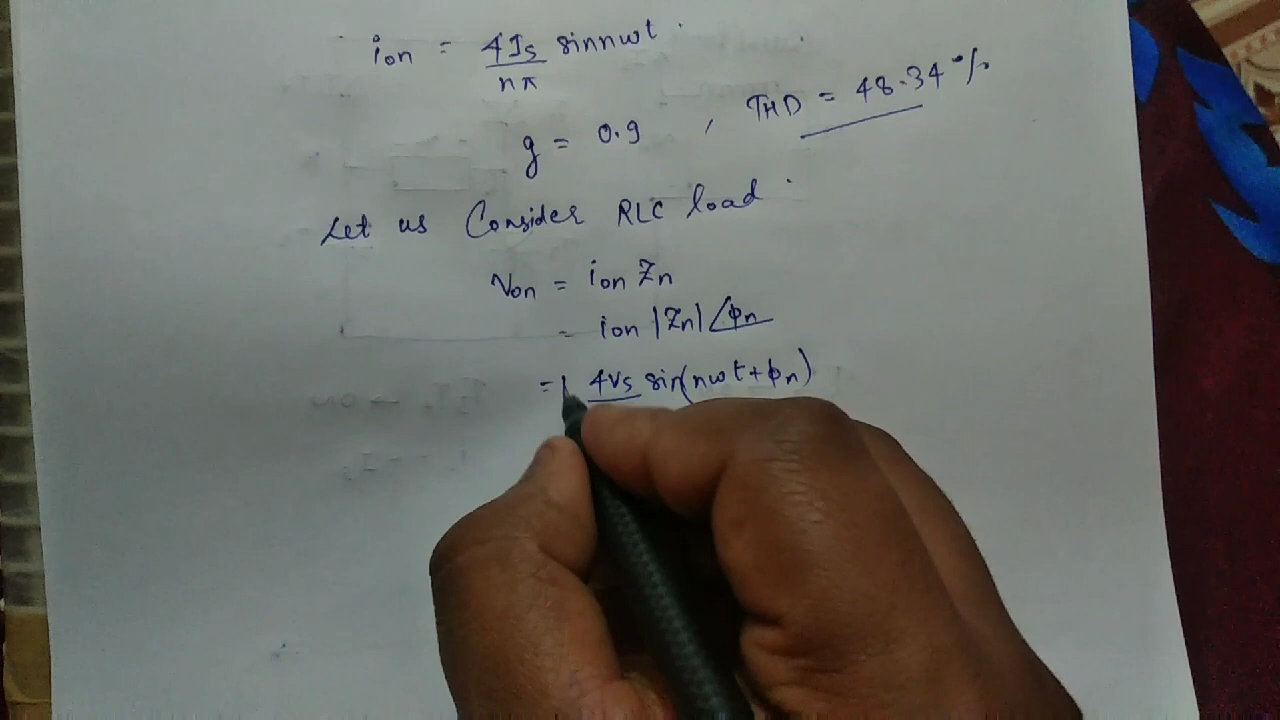 ion = 4Is/nπ sinnωt.
g = 0.9 , THD = 48.34%
Let us Consider RLC load.
Von = ion Zn
= ion |Zn| ∠ϕn
= | 4Vs sin(nωt+ϕn)